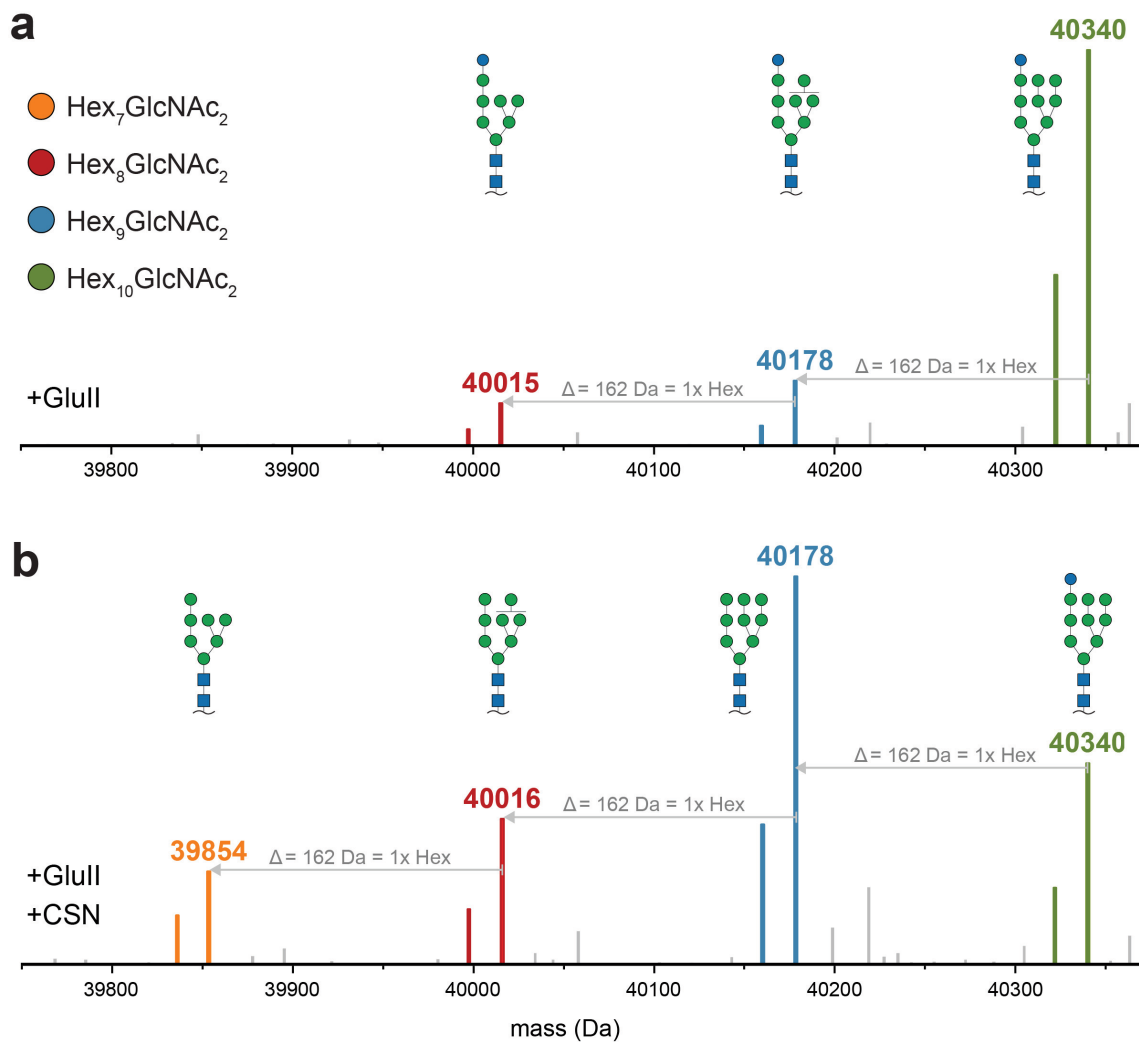 a
40340
Hex₇GlcNAc₂
Hex₈GlcNAc₂
Hex₉GlcNAc₂
Hex₁₀GlcNAc₂
+GluII
40015
Δ = 162 Da = 1x Hex
40178
Δ = 162 Da = 1x Hex
39800
39900
40000
40100
40200
40300
b
40178
40340
Δ = 162 Da = 1x Hex
40016
Δ = 162 Da = 1x Hex
39854
Δ = 162 Da = 1x Hex
+GluII
+CSN
39800
39900
40000
40100
40200
40300
mass (Da)